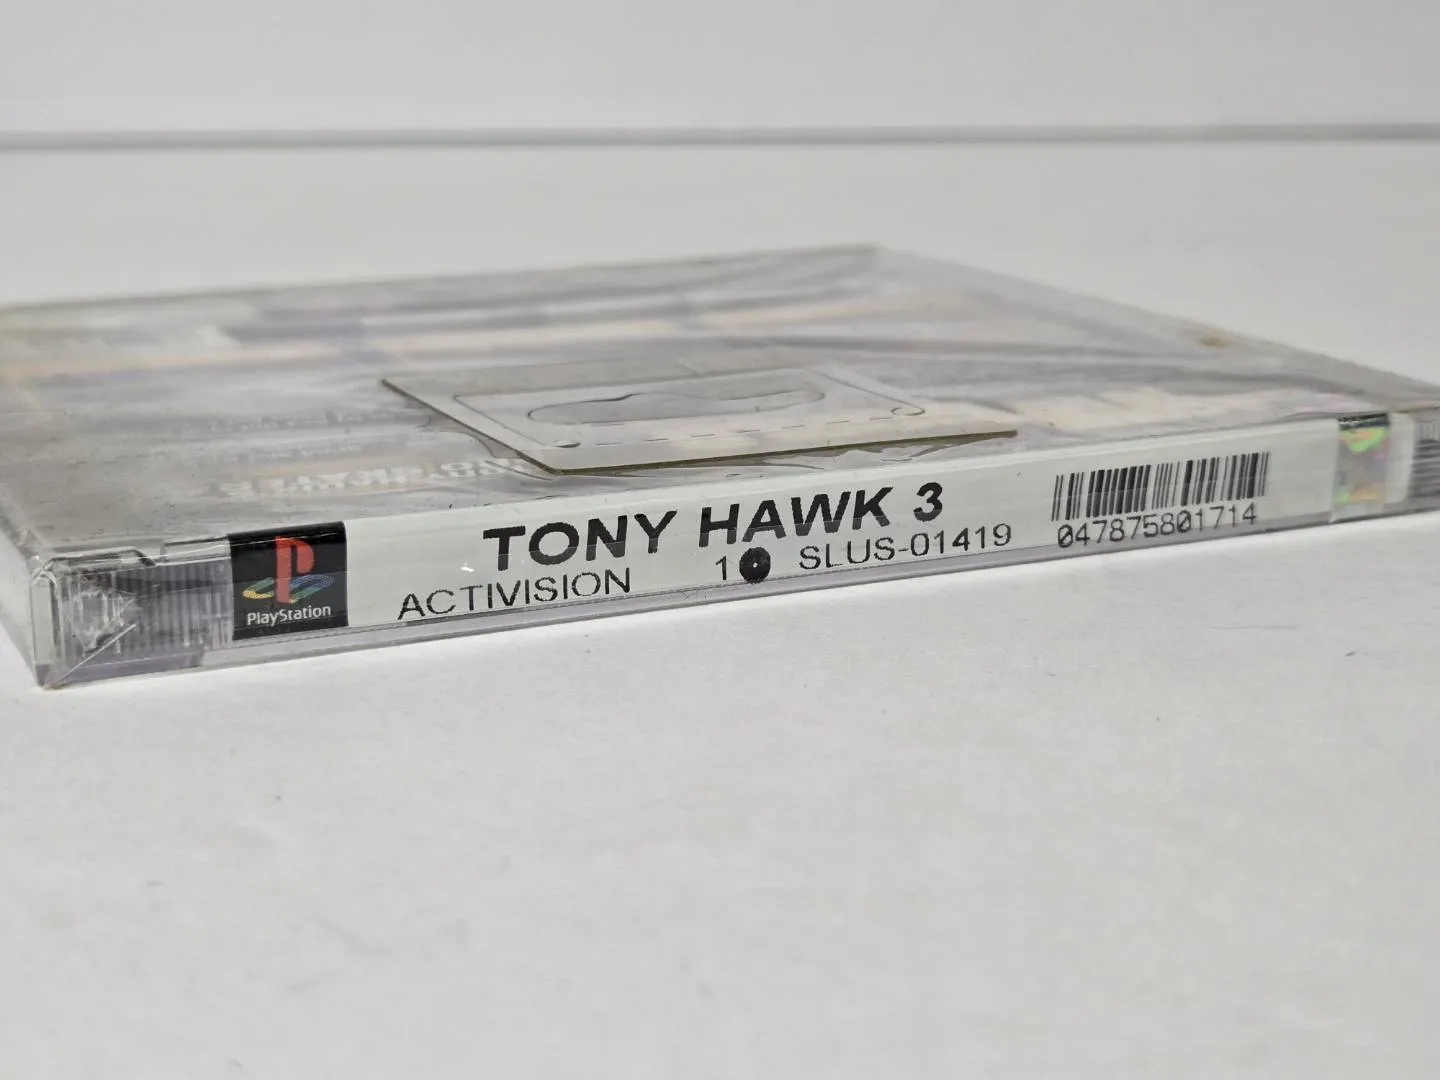 TONY HAWK 3
ACTIVISION 1 SLUS-01419
047875801714
PlayStation